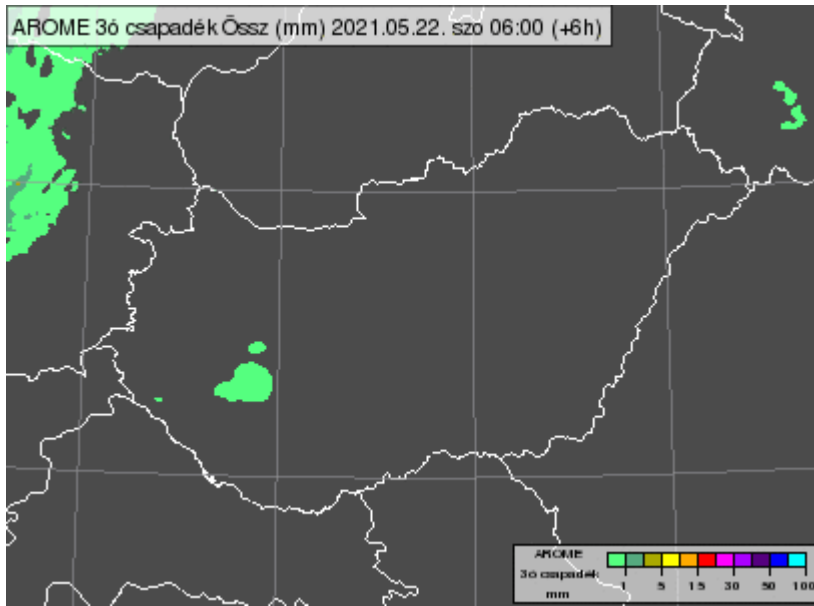 AROME 3ó csapadék Össz (mm) 2021.05.22. szo 06:00 (+6h)
AROME
3ó csapadék
mm
1 5 15 30 50 100